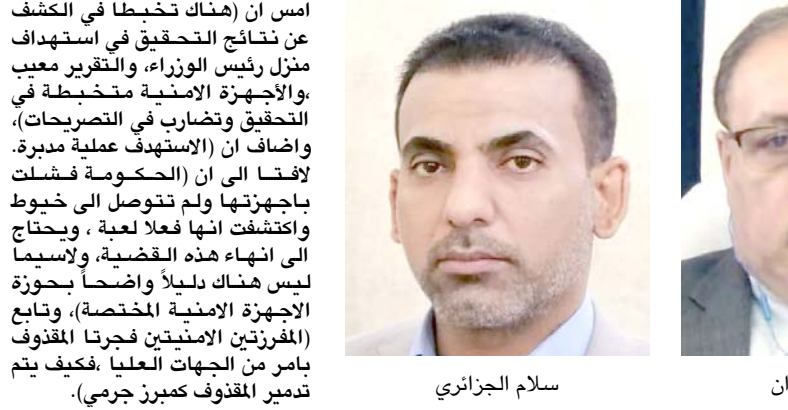 امس ان (هناك تخبطا في الكشف
عن نتائج التحقيق في استهداف
منزل رئيس الوزراء، والتقرير معيب
،والأجهزة الامنية متخبطة في
التحقيق وتضارب في التصريحات)،
واضاف ان (الاستهدف عملية مدبرة.
لافتا الى ان (الحكومة فشلت
باجهزتها ولم تتوصل الى خيوط
واكتشفت انها فعلا لعبة ، ويحتاج
الى انهاء هذه القضية، ولاسيما
ليس هناك دليلاً واضحاً بحوزة
الاجهزة الامنية المختصة)، وتابع
(المفرزتين الامنيتين فجرتا المقذوف
بامر من الجهات العليا ،فكيف يتم
تدمير المقذوف كمبرز جرمي).
سلام الجزائري
ان